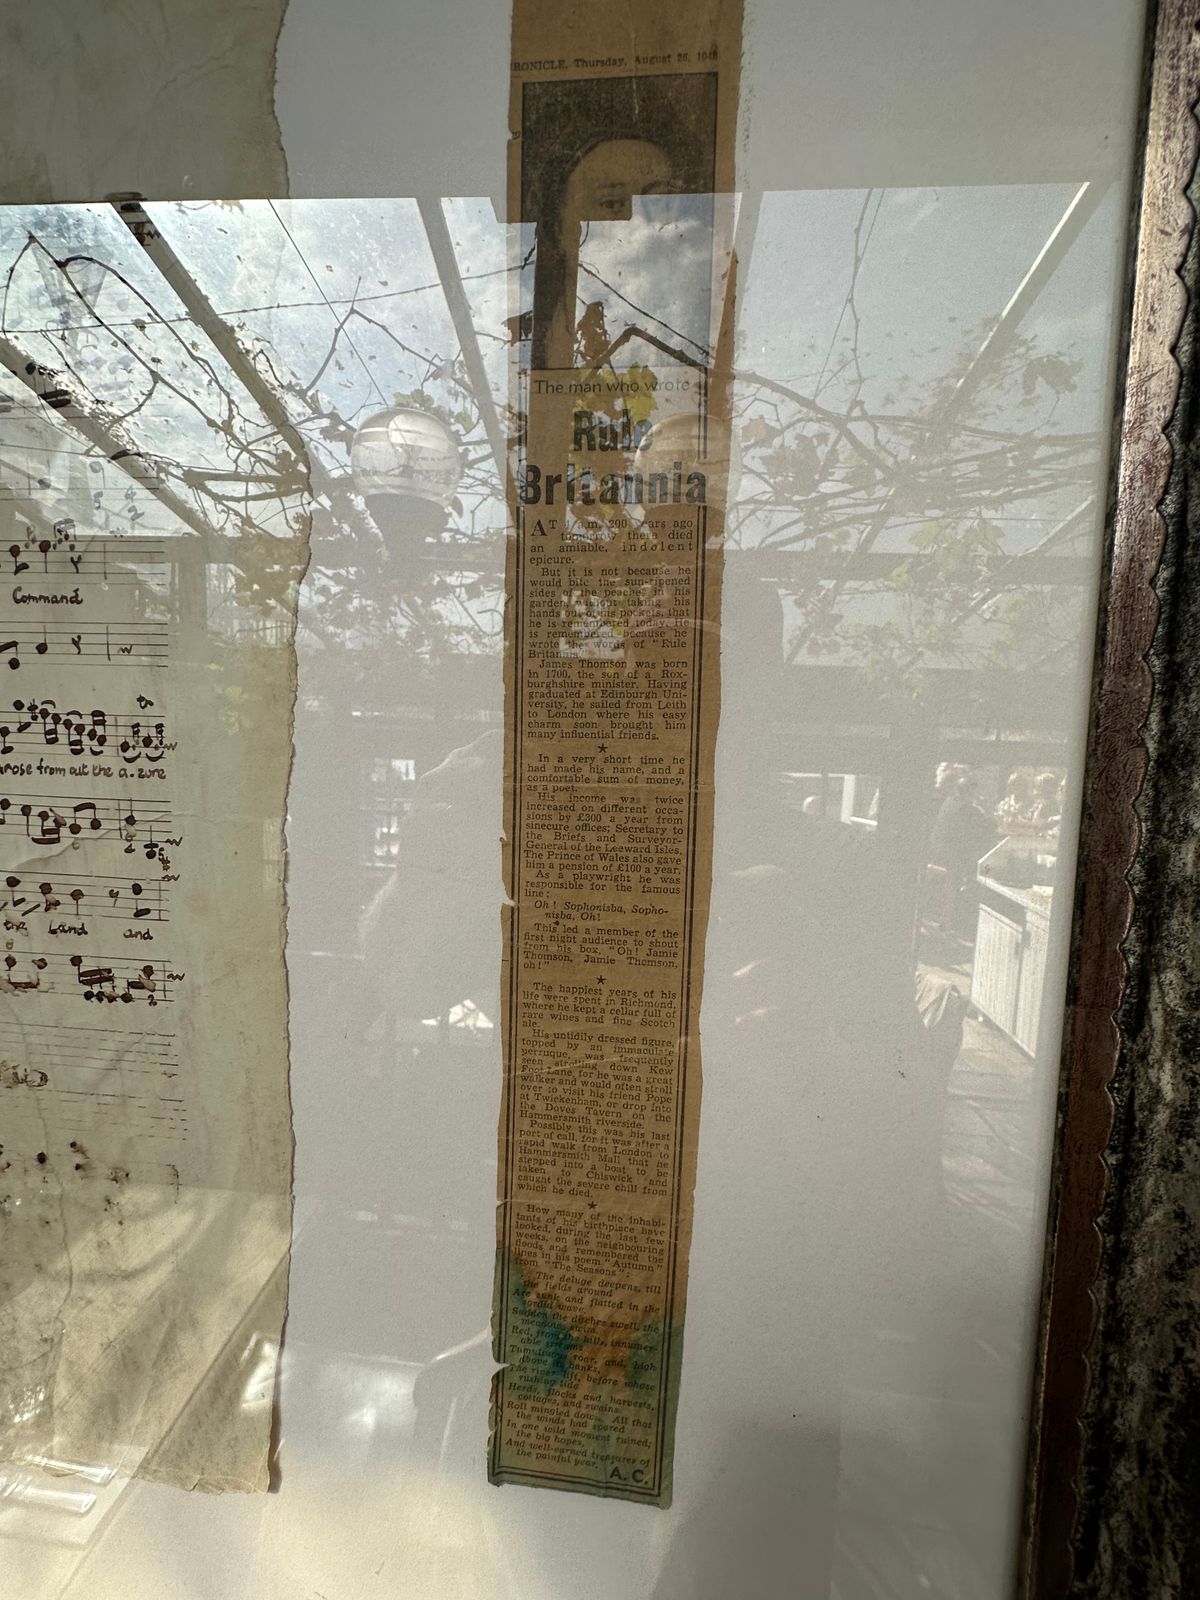 Command
arose from out the a-zure
the Land and
RONICLE, Thursday, August 26, 1948
The man who wrote
Rule
Britannia
AT 4 a.m. 200 years ago
tomorrow there died
an amiable, indolent
epicure.
But it is not because he
would bite the sun-ripened
sides of the peaches in his
garden without taking his
hands out of his pockets, that
he is remembered today. He
is remembered because he
wrote the words of "Rule
Britannia."
James Thomson was born
in 1700, the son of a Rox-
burghshire minister. Having
graduated at Edinburgh Uni-
versity, he sailed from Leith
to London where his easy
charm soon brought him
many influential friends.
In a very short time he
had made his name, and a
comfortable sum of money,
as a poet.
His income was twice
increased on different occa-
sions by £300 a year from
sinecure offices; Secretary to
the Briefs and Surveyor-
General of the Leeward Isles.
The Prince of Wales also gave
him a pension of £100 a year.
As a playwright he was
responsible for the famous
line:
Oh! Sophonisba, Sopho-
nisba, Oh!
This led a member of the
first night audience to shout
from his box, "Oh! Jamie
Thomson, Jamie Thomson,
oh!"
The happiest years of his
life were spent in Richmond,
where he kept a cellar full of
rare wines and fine Scotch
ale.
His untidily dressed figure,
topped by an immaculate
perruque, was frequently
seen strolling down Kew
Foot Lane, for he was a great
walker and would often stroll
over to visit his friend Pope
at Twickenham, or drop into
the Doves Tavern on the
Hammersmith riverside.
Possibly this was his last
port of call, for it was after a
rapid walk from London to
Hammersmith Mall that he
stepped into a boat to be
taken to Chiswick and
caught the severe chill from
which he died.
How many of the inhabi-
tants of his birthplace have
looked, during the last few
weeks, on the neighbouring
floods and remembered the
lines in his poem "Autumn"
from "The Seasons":
The deluge deepens, till
the fields around
Are sunk and flatted in the
sordid wave.
Sudden the ditches swell, the
meadows swim.
Red, from the hills, innumer-
able streams
Tumultuous roar, and, high
above its banks,
The river lift, before whose
rushing tide
Herds, flocks and harvests,
cottages, and swains
Roll mingled down. All that
the winds had spared
In one wild moment ruined;
the big hopes,
And well-earned treasures of
the painful year.
A. C.